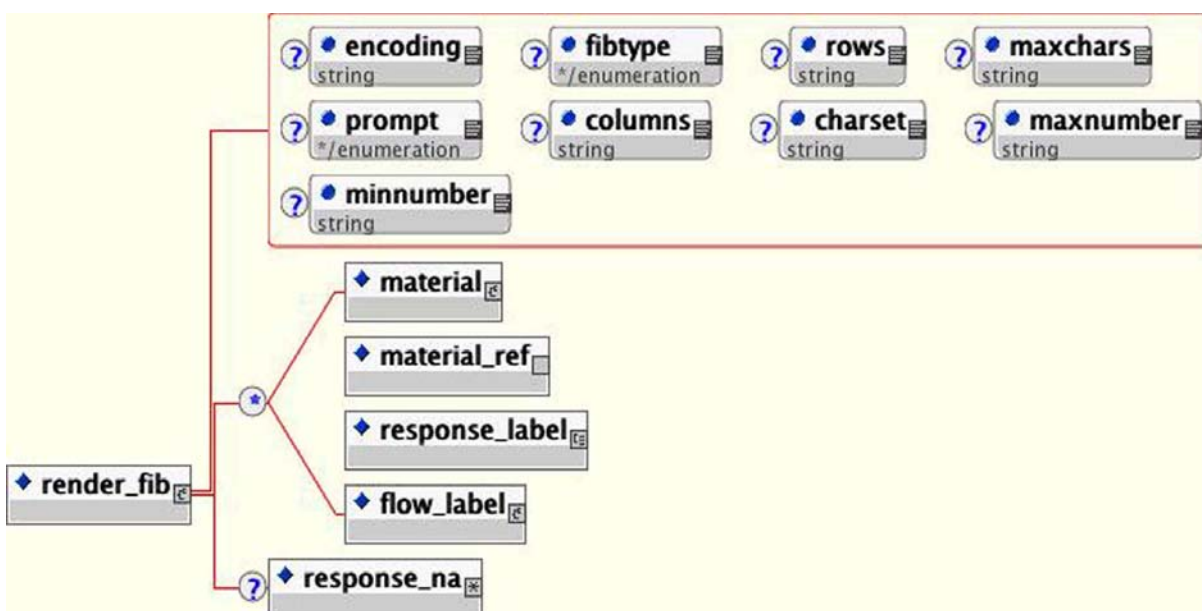 ? encoding ? fibtype ? rows ? maxchars
string */enumeration string string
? prompt ? columns ? charset ? maxnumber
*/enumeration string string string
? minnumber
string
material
material_ref
* response_label
render_fib flow_label
? response_na